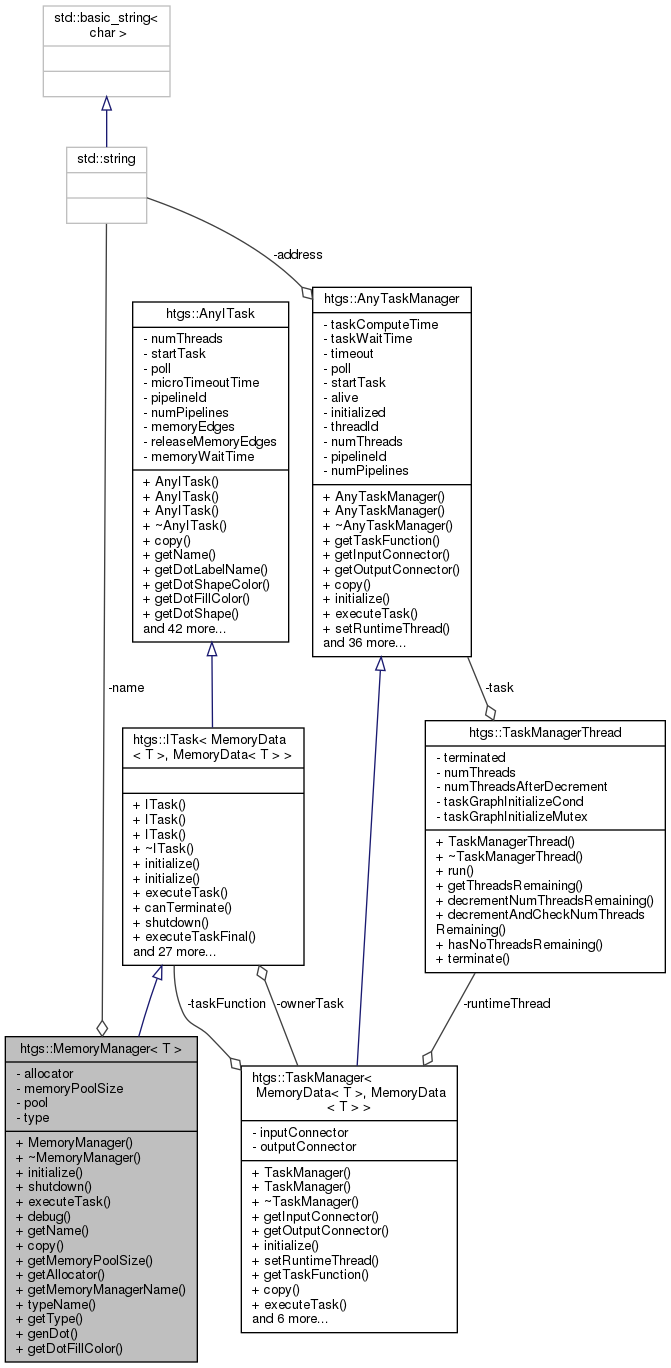 std::basic_string<
char >
std::string
-address
htgs::AnyTaskManager
- taskComputeTime
- taskWaitTime
- timeout
- poll
- startTask
- alive
- initialized
- threadId
- numThreads
- pipelineId
- numPipelines
+ AnyTaskManager()
+ AnyTaskManager()
+ ~AnyTaskManager()
+ getTaskFunction()
+ getInputConnector()
+ getOutputConnector()
+ copy()
+ initialize()
+ executeTask()
+ setRuntimeThread()
and 36 more...
htgs::AnyITask
- numThreads
- startTask
- poll
- microTimeoutTime
- pipelineId
- numPipelines
- memoryEdges
- releaseMemoryEdges
- memoryWaitTime
+ AnyITask()
+ AnyITask()
+ AnyITask()
+ ~AnyITask()
+ copy()
+ getName()
+ getDotLabelName()
+ getDotShapeColor()
+ getDotFillColor()
+ getDotShape()
and 42 more...
-name
-task
htgs::TaskManagerThread
- terminated
- numThreads
- numThreadsAfterDecrement
- taskGraphInitializeCond
- taskGraphInitializeMutex
+ TaskManagerThread()
+ ~TaskManagerThread()
+ run()
+ getThreadsRemaining()
+ decrementNumThreadsRemaining()
+ decrementAndCheckNumThreads
Remaining()
+ hasNoThreadsRemaining()
+ terminate()
htgs::ITask< MemoryData
< T >, MemoryData< T > >
+ ITask()
+ ITask()
+ ITask()
+ ~ITask()
+ initialize()
+ initialize()
+ executeTask()
+ canTerminate()
+ shutdown()
+ executeTaskFinal()
and 27 more...
-taskFunction
-ownerTask
-runtimeThread
htgs::MemoryManager< T >
- allocator
- memoryPoolSize
- pool
- type
+ MemoryManager()
+ ~MemoryManager()
+ initialize()
+ shutdown()
+ executeTask()
+ debug()
+ getName()
+ copy()
+ getMemoryPoolSize()
+ getAllocator()
+ getMemoryManagerName()
+ typeName()
+ getType()
+ genDot()
+ getDotFillColor()
htgs::TaskManager<
MemoryData< T >, MemoryData
< T > >
- inputConnector
- outputConnector
+ TaskManager()
+ TaskManager()
+ ~TaskManager()
+ getInputConnector()
+ getOutputConnector()
+ initialize()
+ setRuntimeThread()
+ getTaskFunction()
+ copy()
+ executeTask()
and 6 more...